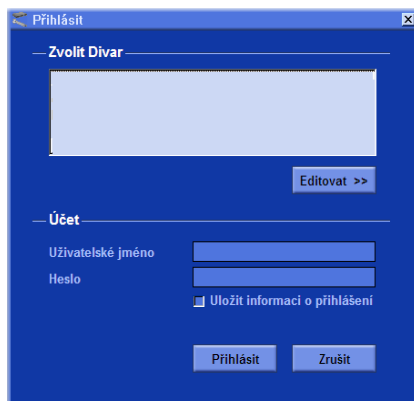 Přihlásit
Zvolit Divar
Editovat >>
Účet
Uživatelské jméno
Heslo
Uložit informaci o přihlášení
Přihlásit
Zrušit